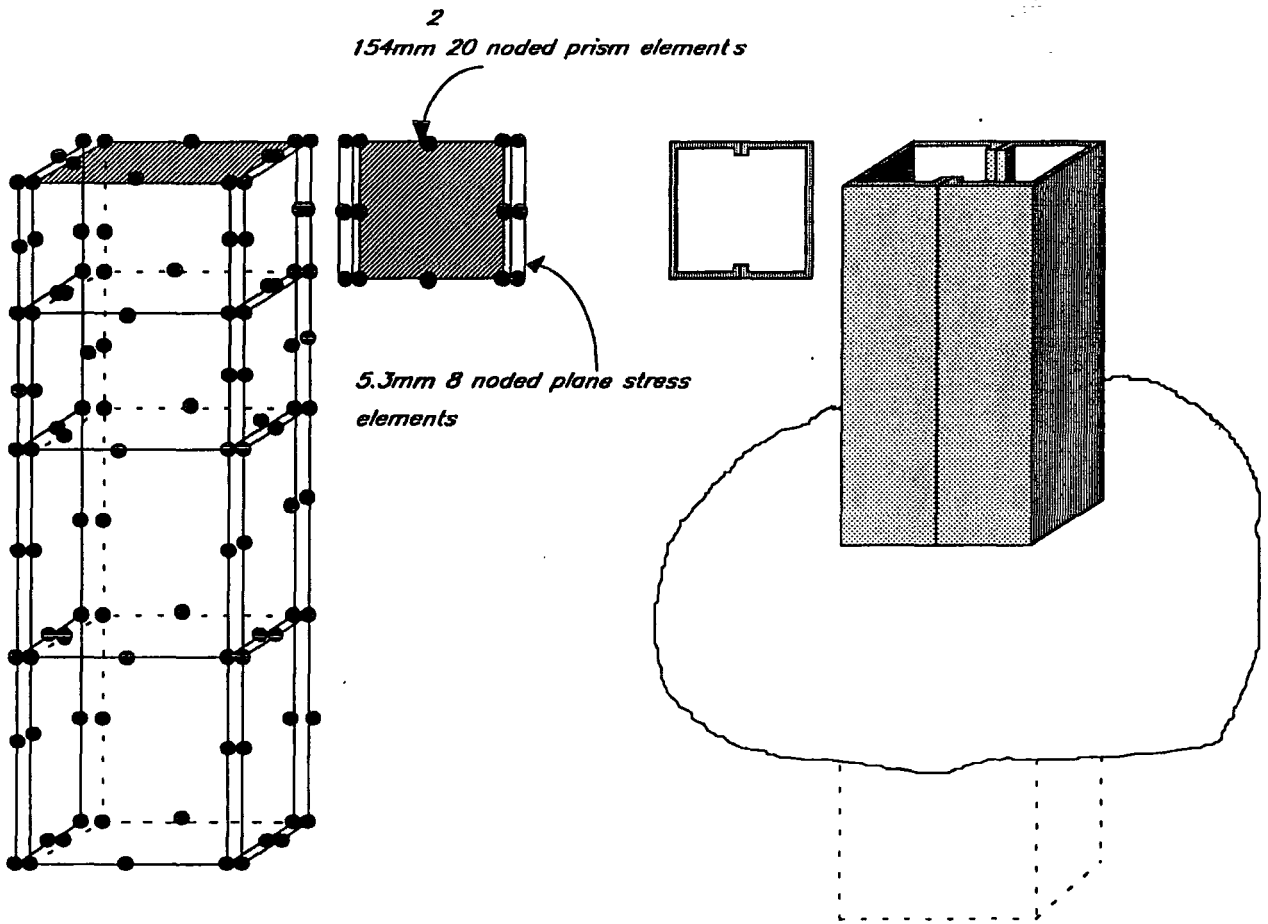 2
154mm 20 noded prism elements
5.3mm 8 noded plane stress
elements